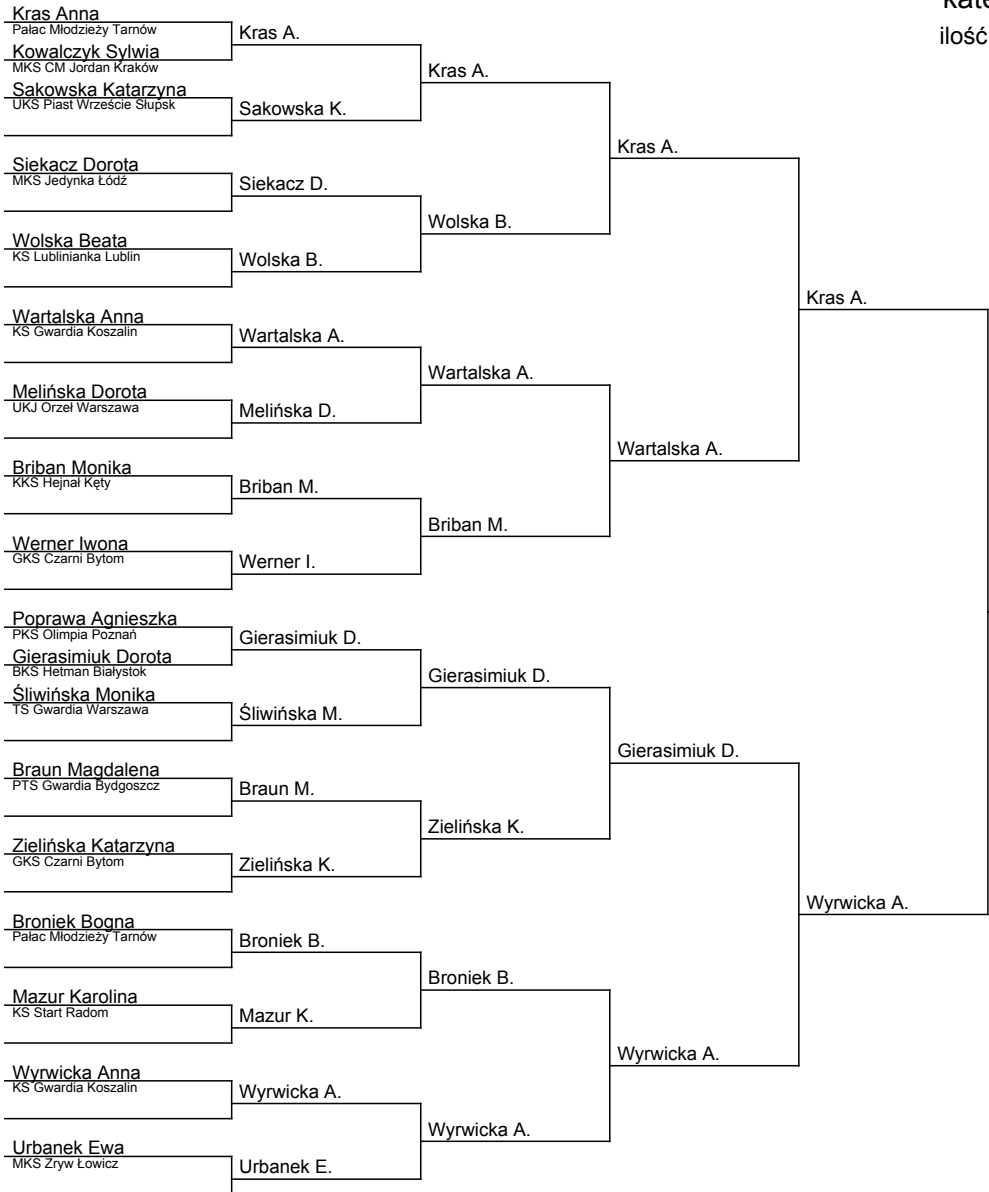 Kras Anna
Pałac Młodzieży Tarnów
Kowalczyk Sylwia
MKS CM Jordan Kraków
Sakowska Katarzyna
UKS Piast Wrzeście Słupsk
Siekacz Dorota
MKS Jedynka Łódź
Wolska Beata
KS Lublinianka Lublin
Wartalska Anna
KS Gwardia Koszalin
Melińska Dorota
UKJ Orzeł Warszawa
Briban Monika
KKS Hejnał Kęty
Werner Iwona
GKS Czarni Bytom
Poprawa Agnieszka
PKS Olimpia Poznań
Gierasimiuk Dorota
BKS Hetman Białystok
Śliwińska Monika
TS Gwardia Warszawa
Braun Magdalena
PTS Gwardia Bydgoszcz
Zielińska Katarzyna
GKS Czarni Bytom
Broniek Bogna
Pałac Młodzieży Tarnów
Mazur Karolina
KS Start Radom
Wyrwicka Anna
KS Gwardia Koszalin
Urbanek Ewa
MKS Zryw Łowicz
Kras A.
Sakowska K.
Siekacz D.
Wolska B.
Wartalska A.
Melińska D.
Briban M.
Werner I.
Gierasimiuk D.
Śliwińska M.
Braun M.
Zielińska K.
Broniek B.
Mazur K.
Wyrwicka A.
Urbanek E.
Kras A.
Wolska B.
Wartalska A.
Briban M.
Gierasimiuk D.
Zielińska K.
Broniek B.
Wyrwicka A.
Kras A.
Wartalska A.
Gierasimiuk D.
Wyrwicka A.
Kras A.
Wyrwicka A.
ilość